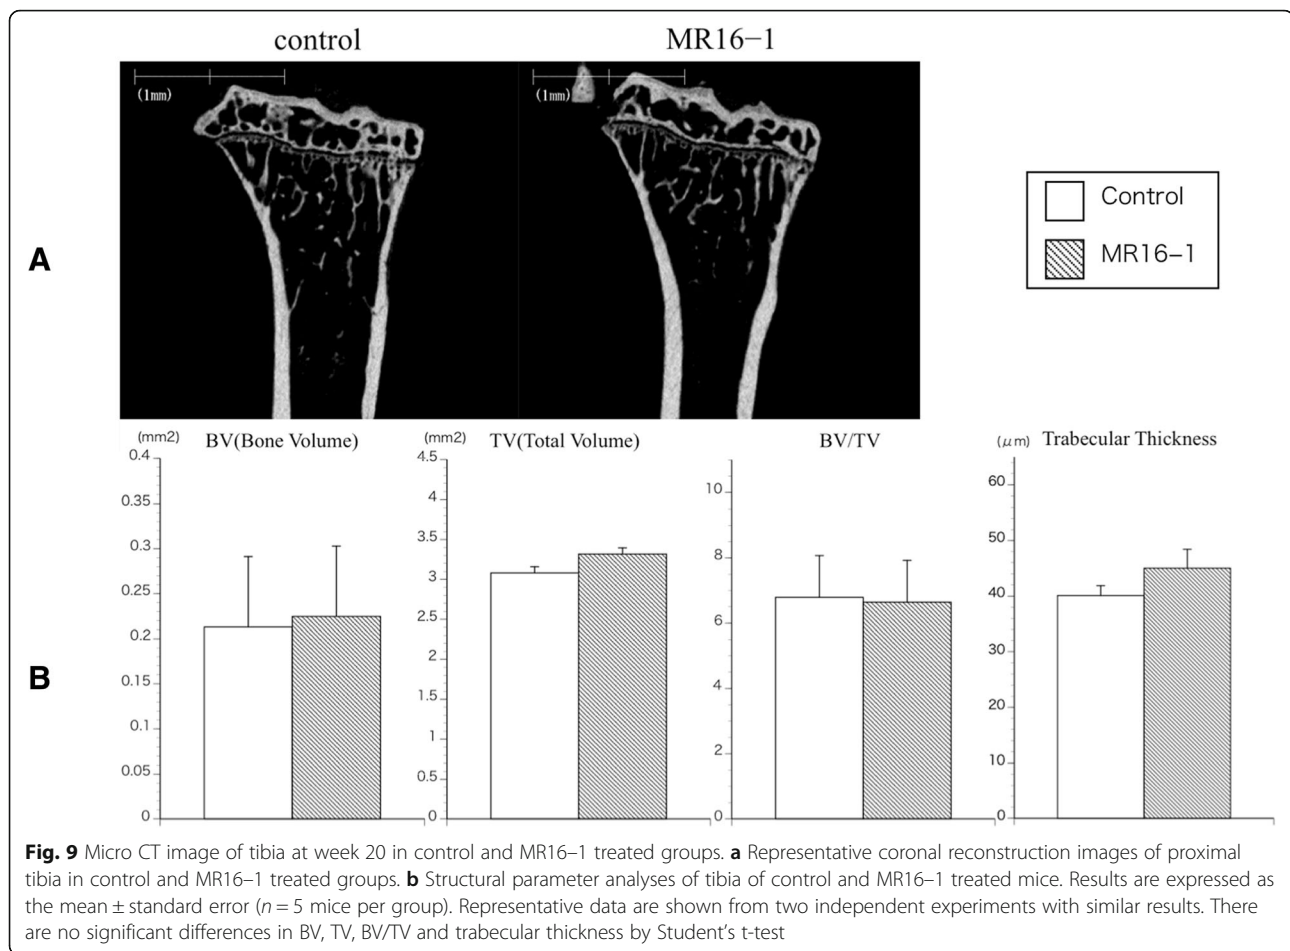 control
MR16−1
(1mm)
(1mm)
A
Control
MR16−1
(mm2)
BV(Bone Volume)
0.4
0.35
0.3
0.25
0.2
0.15
0.1
0.05
0
(mm2)
TV(Total Volume)
4.5
4
3.5
3
2.5
2
1.5
1
0.5
0
BV/TV
10
8
6
4
2
0
(μm)
Trabecular Thickness
60
50
40
30
20
10
0
B
Fig. 9 Micro CT image of tibia at week 20 in control and MR16–1 treated groups. a Representative coronal reconstruction images of proximal
tibia in control and MR16–1 treated groups. b Structural parameter analyses of tibia of control and MR16–1 treated mice. Results are expressed as
the mean ± standard error (n = 5 mice per group). Representative data are shown from two independent experiments with similar results. There
are no significant differences in BV, TV, BV/TV and trabecular thickness by Student's t-test